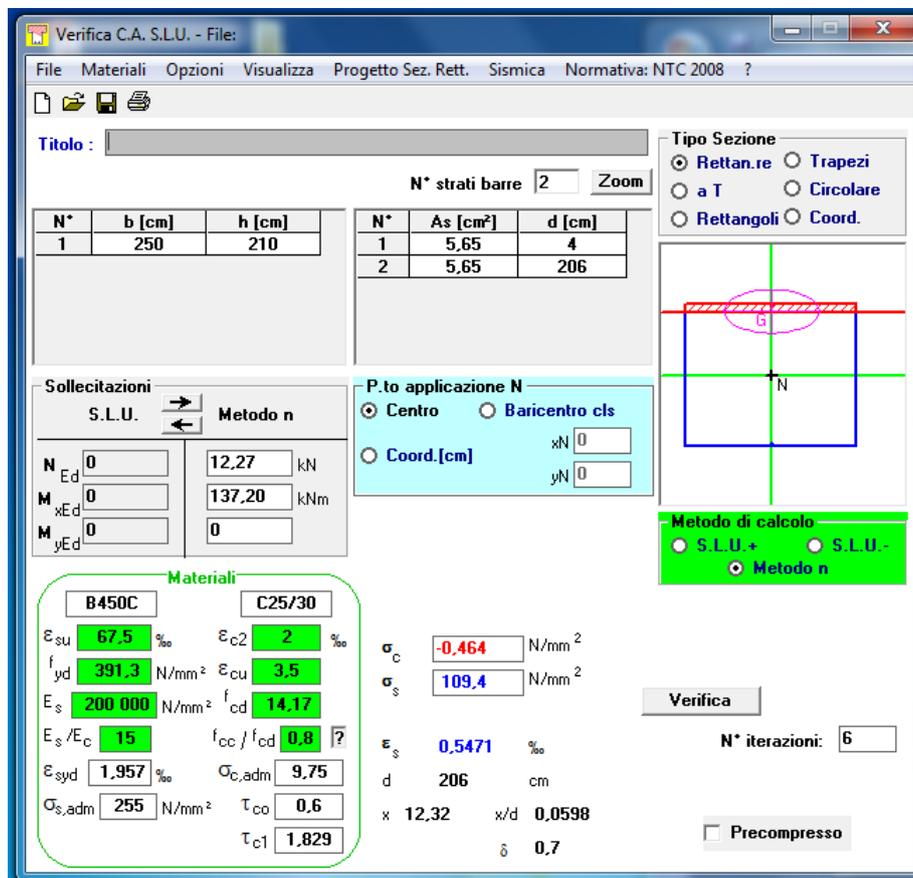 Verifica C.A. S.L.U. - File:
File Materiali Opzioni Visualizza Progetto Sez. Rett. Sismica Normativa: NTC 2008 ?
Titolo :
N° strati barre 2 Zoom
N° b [cm] h [cm]
1 250 210
N° As [cm²] d [cm]
1 5,65 4
2 5,65 206
Tipo Sezione
Rettan.re Trapezi
a T Circolare
Rettangoli Coord.
G
N
Sollecitazioni
S.L.U. Metodo n
N Ed 0 12,27 kN
M xEd 0 137,20 kNm
M yEd 0 0
P.to applicazione N
Centro Baricentro cls
Coord.[cm] xN 0
yN 0
Metodo di calcolo
S.L.U.+ S.L.U.-
Metodo n
Materiali
B450C C25/30
εsu 67,5 ‰ εc2 2 ‰
fyd 391,3 N/mm² εcu 3,5
Es 200 000 N/mm² fcd 14,17
Es /Ec 15 fcc / fcd 0,8 ?
εsyd 1,957 ‰ σc,adm 9,75
σs,adm 255 N/mm² τco 0,6
τc1 1,829
σc -0,464 N/mm²
σs 109,4 N/mm²
εs 0,5471 ‰
d 206 cm
x 12,32 x/d 0,0598
δ 0,7
Verifica
N° iterazioni: 6
Precompresso